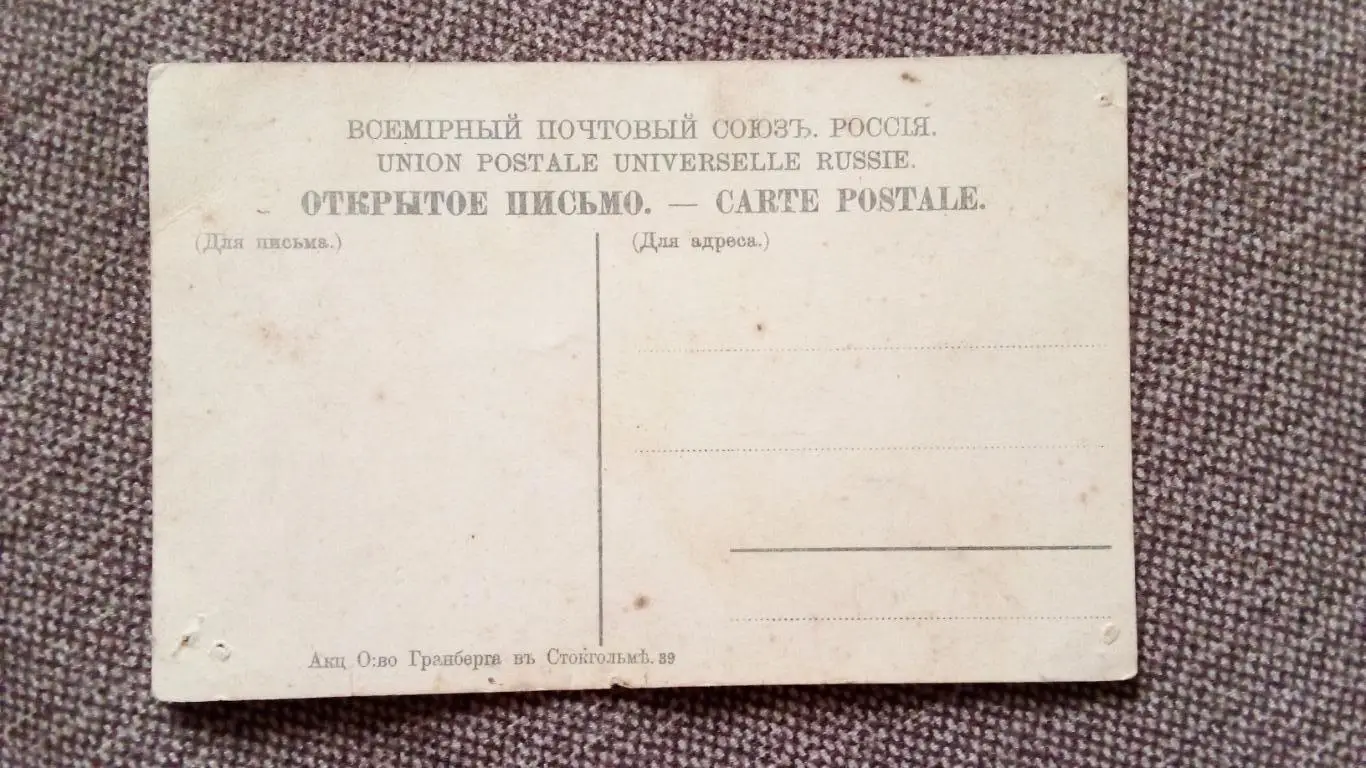 ВСЕМІРНЫЙ ПОЧТОВЫЙ СОЮЗЪ. РОССІЯ.
UNION POSTALE UNIVERSELLE RUSSIE.
ОТКРЫТОЕ ПИСЬМО. — CARTE POSTALE.
(Для письма.)
(Для адреса.)
Акц О:во Гранберга въ Стокгольмѣ. 39